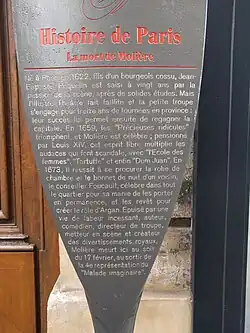 Histoire de Paris
La mort de Molière
Né à Paris en 1622, fils d'un bourgeois cossu, Jean-
Baptiste Poquelin est saisi à vingt ans par la
passion de la scène, après de solides études. Mais
l'Illustre Théâtre fait faillite et la petite troupe
s'engage pour treize ans de tournées en province :
leur succès lui permet ensuite de regagner la
capitale. En 1659, les "Précieuses ridicules"
triomphent, et Molière est célèbre ; pensionné
par Louis XIV, cet esprit libre multiplie les
audaces qui font scandale, avec "l'Ecole des
femmes", "Tartuffe" et enfin "Dom Juan". En
1673, il réussit à se procurer la robe de
chambre et le bonnet de nuit d'un voisin,
le conseiller Foucault, célèbre dans tout
le quartier pour sa manie de les porter
en permanence, et les revêt pour
créer le rôle d'Argan. Epuisé par une
vie de labeur incessant, auteur,
comédien, directeur de troupe,
metteur en scène et créateur
des divertissements royaux,
Molière meurt ici au soir
du 17 février, au sortir de
la 4e représentation du
"Malade imaginaire".